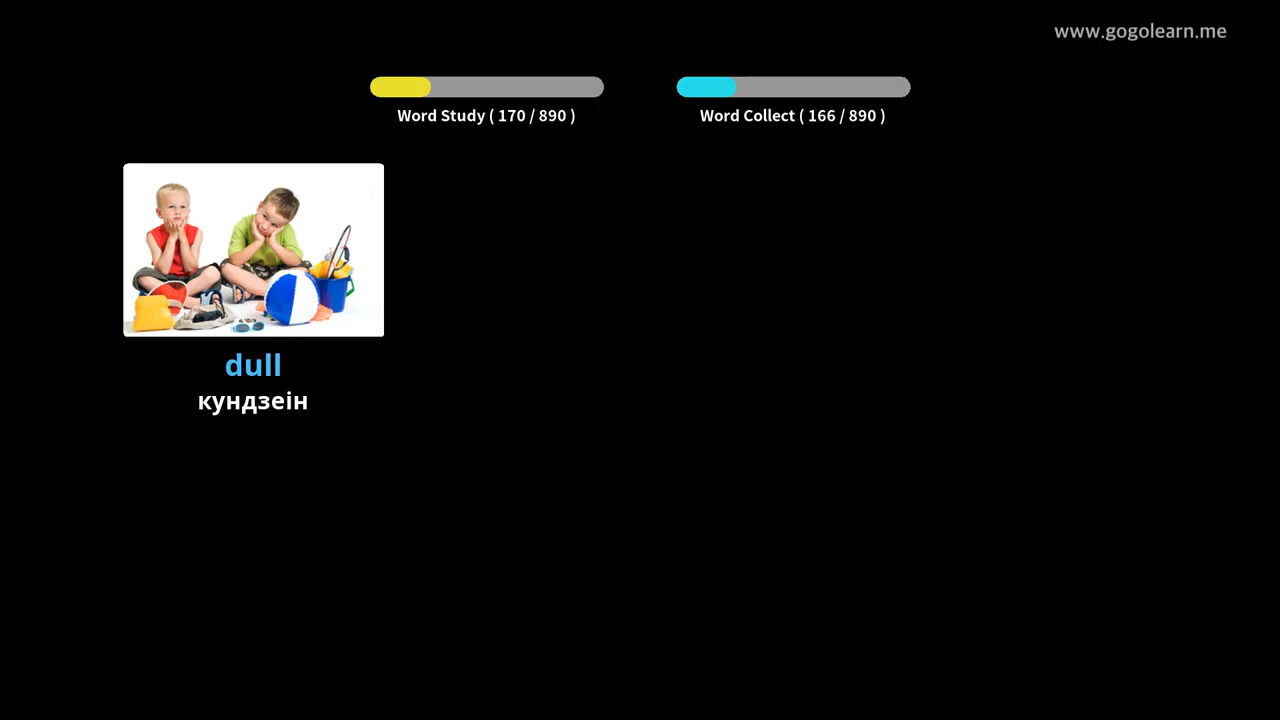 www.gogolearn.me
Word Study ( 170 / 890 )
Word Collect ( 166 / 890 )
dull
кундзеін